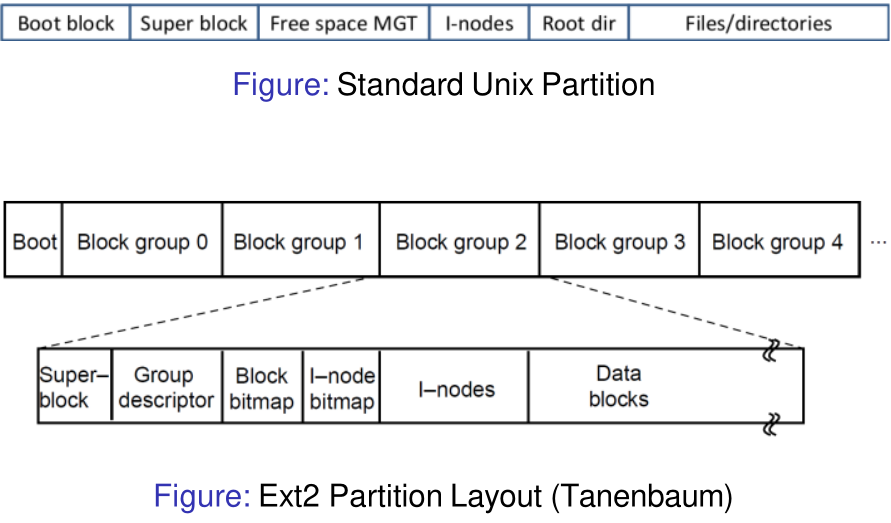 Boot block Super block Free space MGT I-nodes Root dir Files/directories
Figure: Standard Unix Partition
Boot Block group 0 Block group 1 Block group 2 Block group 3 Block group 4 ...
Super–
block
Group
descriptor
Block
bitmap
I–node
bitmap
I–nodes
Data
blocks
Figure: Ext2 Partition Layout (Tanenbaum)